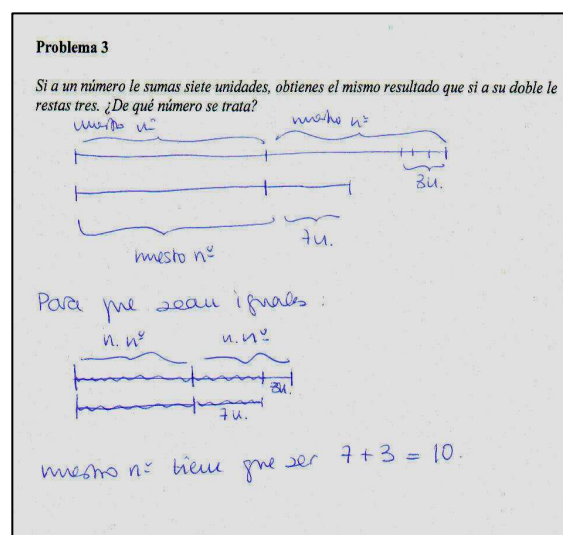 Problema 3
Si a un número le sumas siete unidades, obtienes el mismo resultado que si a su doble le
restas tres. ¿De qué número se trata?
nuestro nº nuestro nº
3u.
7u.
nuestro nº
Para que sean iguales:
n. nº n. nº
3u.
7u.
nuestro nº tiene que ser 7 + 3 = 10.